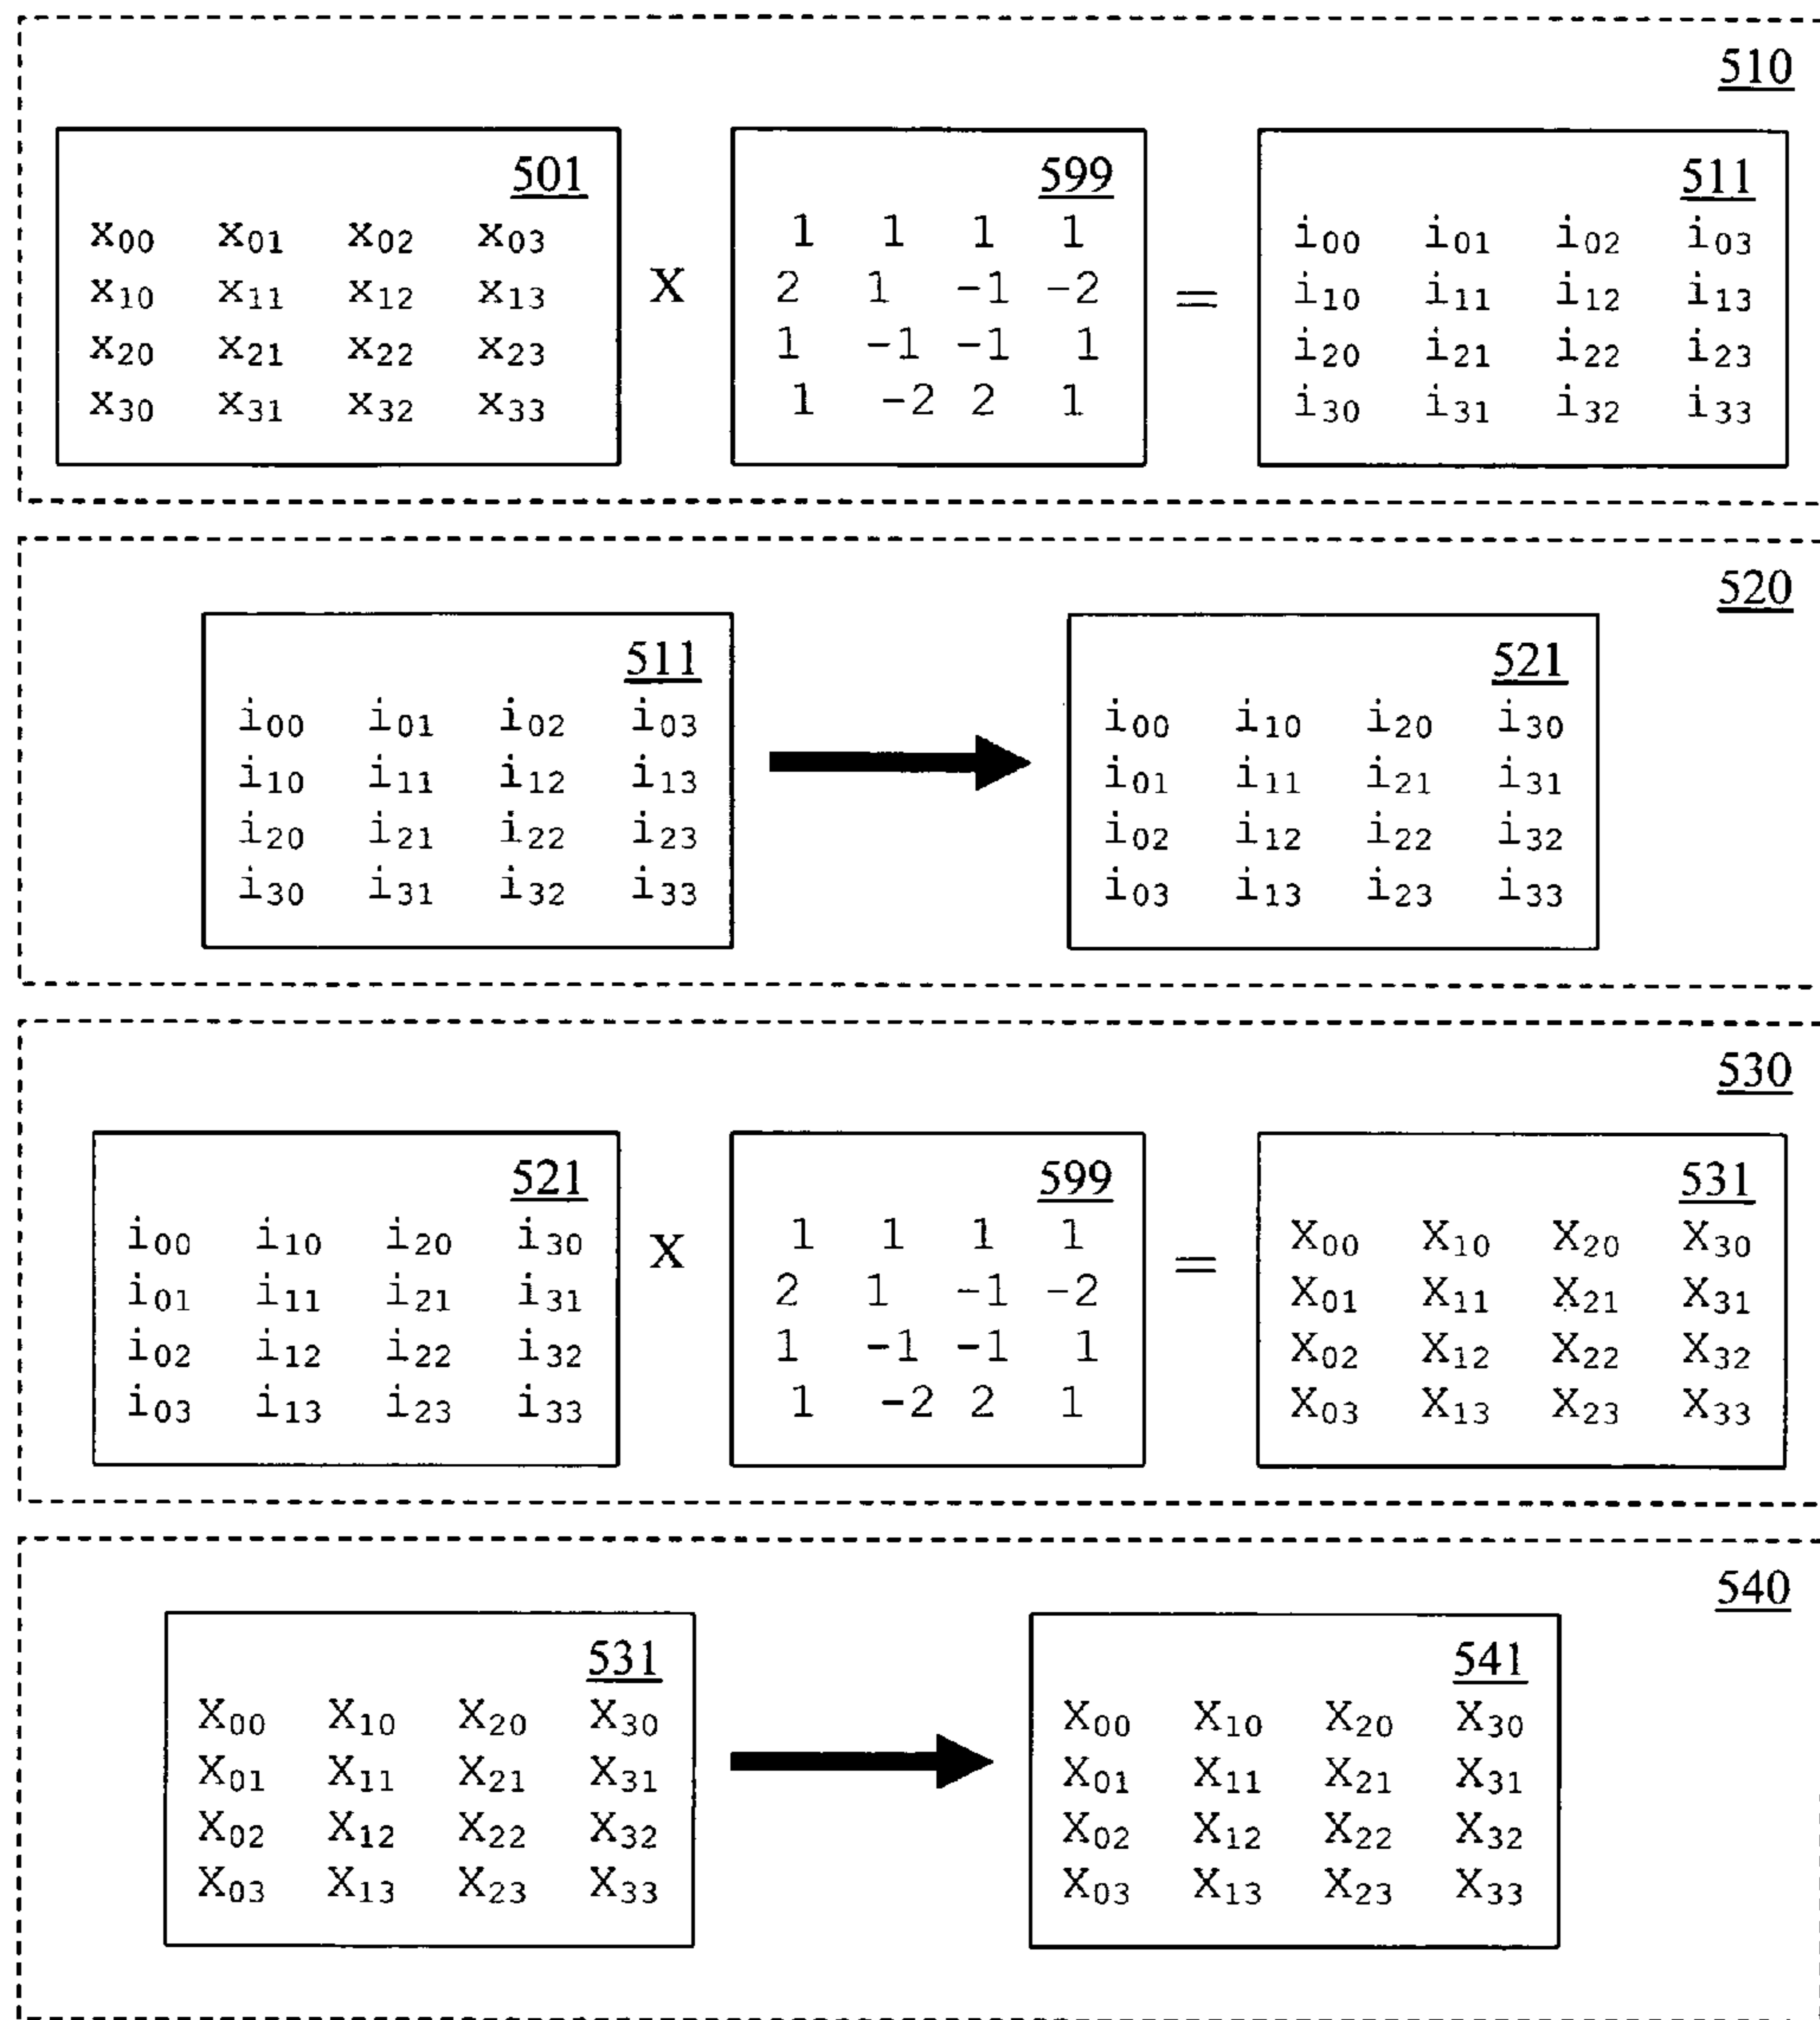 510
501 599 511
x₀₀ x₀₁ x₀₂ x₀₃ 1 1 1 1 i₀₀ i₀₁ i₀₂ i₀₃
x₁₀ x₁₁ x₁₂ x₁₃ X 2 1 -1 -2 = i₁₀ i₁₁ i₁₂ i₁₃
x₂₀ x₂₁ x₂₂ x₂₃ 1 -1 -1 1 i₂₀ i₂₁ i₂₂ i₂₃
x₃₀ x₃₁ x₃₂ x₃₃ 1 -2 2 1 i₃₀ i₃₁ i₃₂ i₃₃
520
511 521
i₀₀ i₀₁ i₀₂ i₀₃ i₀₀ i₁₀ i₂₀ i₃₀
i₁₀ i₁₁ i₁₂ i₁₃ i₀₁ i₁₁ i₂₁ i₃₁
i₂₀ i₂₁ i₂₂ i₂₃ i₀₂ i₁₂ i₂₂ i₃₂
i₃₀ i₃₁ i₃₂ i₃₃ i₀₃ i₁₃ i₂₃ i₃₃
530
521 599 531
i₀₀ i₁₀ i₂₀ i₃₀ X 1 1 1 1 = X₀₀ X₁₀ X₂₀ X₃₀
i₀₁ i₁₁ i₂₁ i₃₁ 2 1 -1 -2 X₀₁ X₁₁ X₂₁ X₃₁
i₀₂ i₁₂ i₂₂ i₃₂ 1 -1 -1 1 X₀₂ X₁₂ X₂₂ X₃₂
i₀₃ i₁₃ i₂₃ i₃₃ 1 -2 2 1 X₀₃ X₁₃ X₂₃ X₃₃
540
531 541
X₀₀ X₁₀ X₂₀ X₃₀ X₀₀ X₁₀ X₂₀ X₃₀
X₀₁ X₁₁ X₂₁ X₃₁ X₀₁ X₁₁ X₂₁ X₃₁
X₀₂ X₁₂ X₂₂ X₃₂ X₀₂ X₁₂ X₂₂ X₃₂
X₀₃ X₁₃ X₂₃ X₃₃ X₀₃ X₁₃ X₂₃ X₃₃